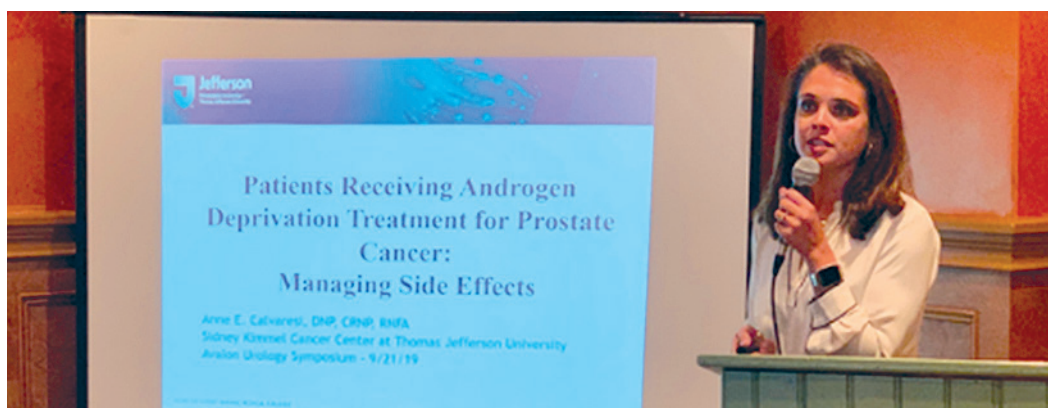 Jefferson
Patients Receiving Androgen
Deprivation Treatment for Prostate
Cancer:
Managing Side Effects
Anne E. Calvaresi, DNP, CRNP, RNFA
Sidney Kimmel Cancer Center at Thomas Jefferson University
Avalon Urology Symposium - 9/21/19